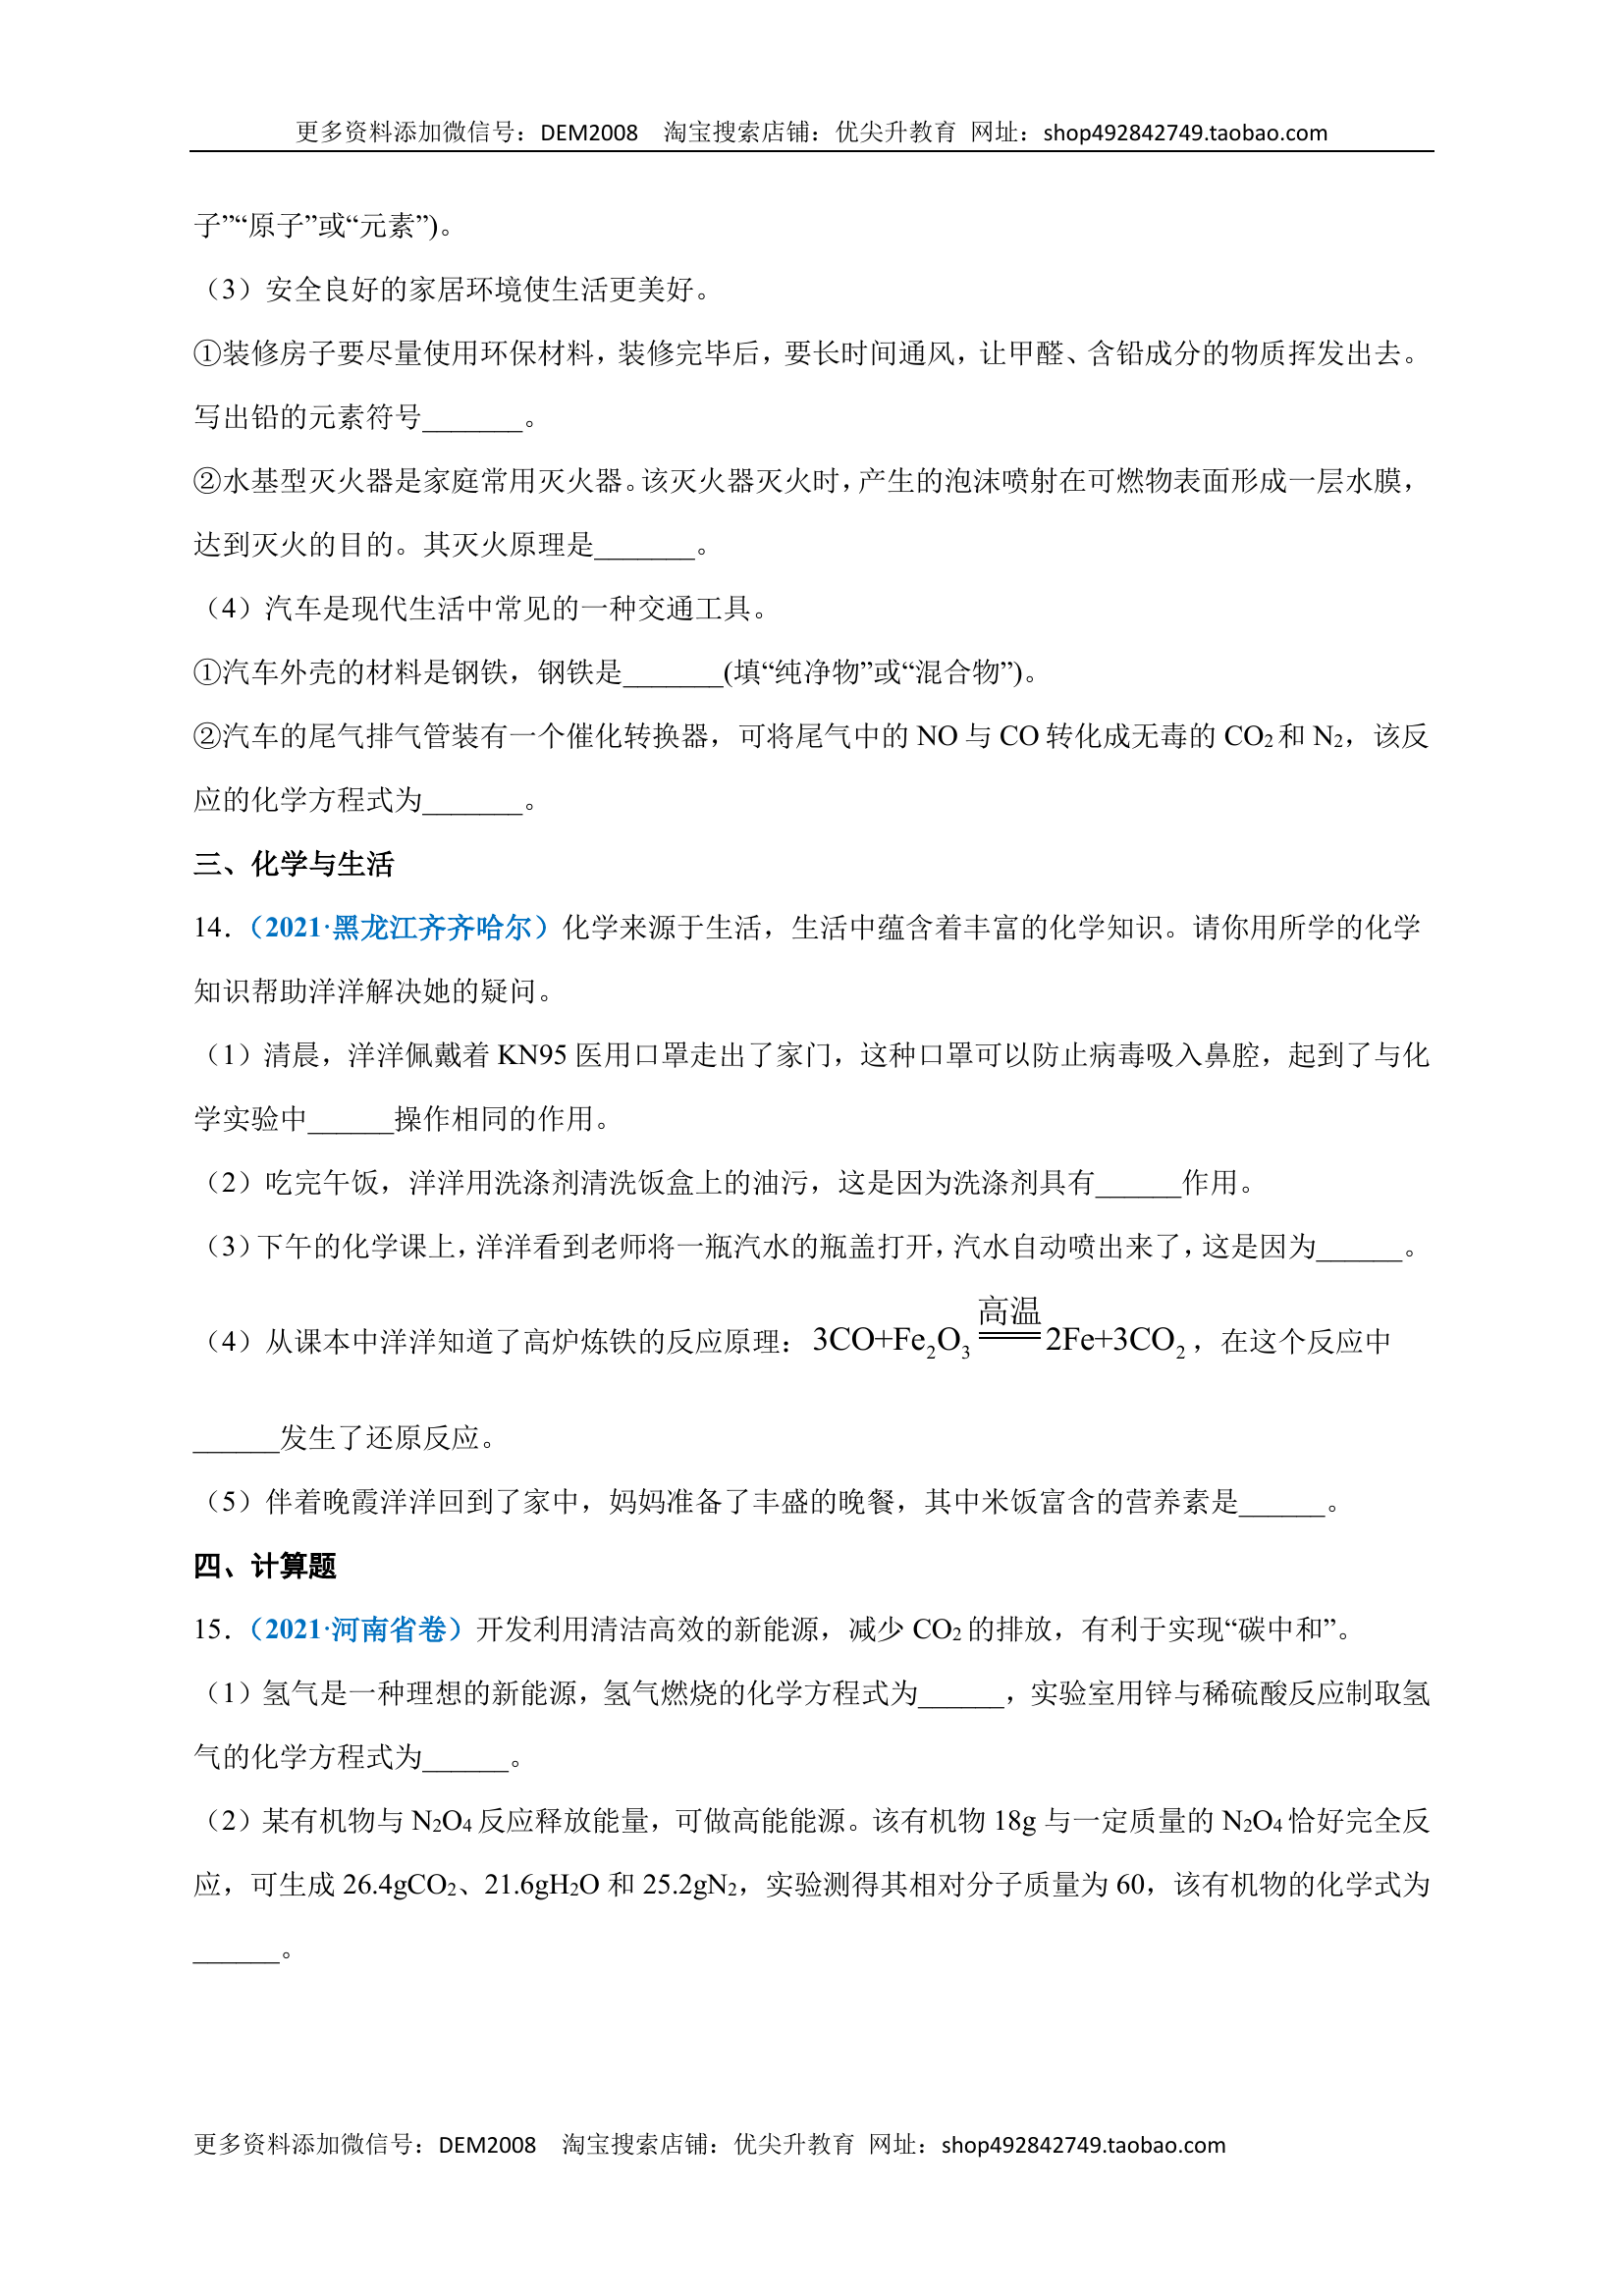 更多资料添加微信号：DEM2008　淘宝搜索店铺：优尖升教育 网址：shop492842749.taobao.com
子”“原子”或“元素”)。
（3）安全良好的家居环境使生活更美好。
①装修房子要尽量使用环保材料，装修完毕后，要长时间通风，让甲醛、含铅成分的物质挥发出去。
写出铅的元素符号_______。
②水基型灭火器是家庭常用灭火器。该灭火器灭火时，产生的泡沫喷射在可燃物表面形成一层水膜，
达到灭火的目的。其灭火原理是_______。
（4）汽车是现代生活中常见的一种交通工具。
①汽车外壳的材料是钢铁，钢铁是_______(填“纯净物”或“混合物”)。
②汽车的尾气排气管装有一个催化转换器，可将尾气中的 NO 与 CO 转化成无毒的 CO₂ 和 N₂，该反
应的化学方程式为_______。
三、化学与生活
14．（2021·黑龙江齐齐哈尔）化学来源于生活，生活中蕴含着丰富的化学知识。请你用所学的化学
知识帮助洋洋解决她的疑问。
（1）清晨，洋洋佩戴着 KN95 医用口罩走出了家门，这种口罩可以防止病毒吸入鼻腔，起到了与化
学实验中______操作相同的作用。
（2）吃完午饭，洋洋用洗涤剂清洗饭盒上的油污，这是因为洗涤剂具有______作用。
（3）下午的化学课上，洋洋看到老师将一瓶汽水的瓶盖打开，汽水自动喷出来了，这是因为______。
高温
（4）从课本中洋洋知道了高炉炼铁的反应原理：3CO+Fe₂O₃══2Fe+3CO₂，在这个反应中
______发生了还原反应。
（5）伴着晚霞洋洋回到了家中，妈妈准备了丰盛的晚餐，其中米饭富含的营养素是______。
四、计算题
15．（2021·河南省卷）开发利用清洁高效的新能源，减少 CO₂ 的排放，有利于实现“碳中和”。
（1）氢气是一种理想的新能源，氢气燃烧的化学方程式为______，实验室用锌与稀硫酸反应制取氢
气的化学方程式为______。
（2）某有机物与 N₂O₄ 反应释放能量，可做高能能源。该有机物 18g 与一定质量的 N₂O₄ 恰好完全反
应，可生成 26.4gCO₂、21.6gH₂O 和 25.2gN₂，实验测得其相对分子质量为 60，该有机物的化学式为
______。
更多资料添加微信号：DEM2008　淘宝搜索店铺：优尖升教育 网址：shop492842749.taobao.com